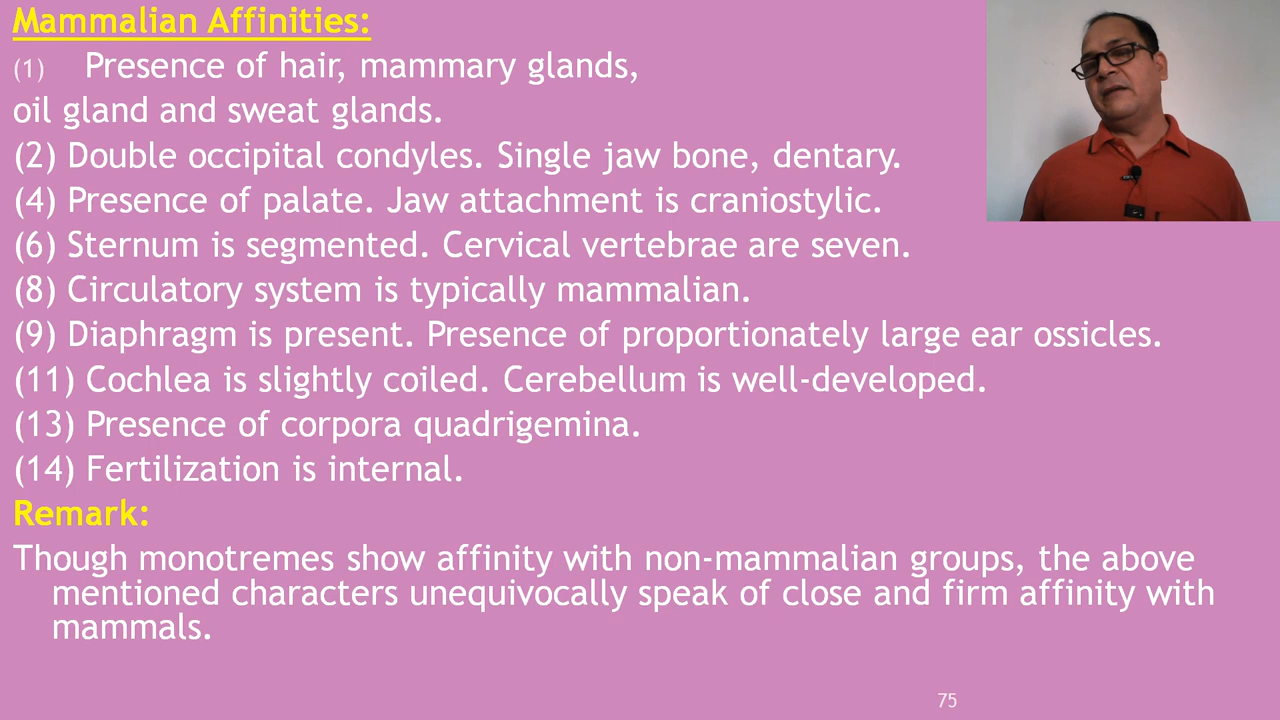 Mammalian Affinities:
(1) Presence of hair, mammary glands,
oil gland and sweat glands.
(2) Double occipital condyles. Single jaw bone, dentary.
(4) Presence of palate. Jaw attachment is craniostylic.
(6) Sternum is segmented. Cervical vertebrae are seven.
(8) Circulatory system is typically mammalian.
(9) Diaphragm is present. Presence of proportionately large ear ossicles.
(11) Cochlea is slightly coiled. Cerebellum is well-developed.
(13) Presence of corpora quadrigemina.
(14) Fertilization is internal.
Remark:
Though monotremes show affinity with non-mammalian groups, the above
mentioned characters unequivocally speak of close and firm affinity with
mammals.
75